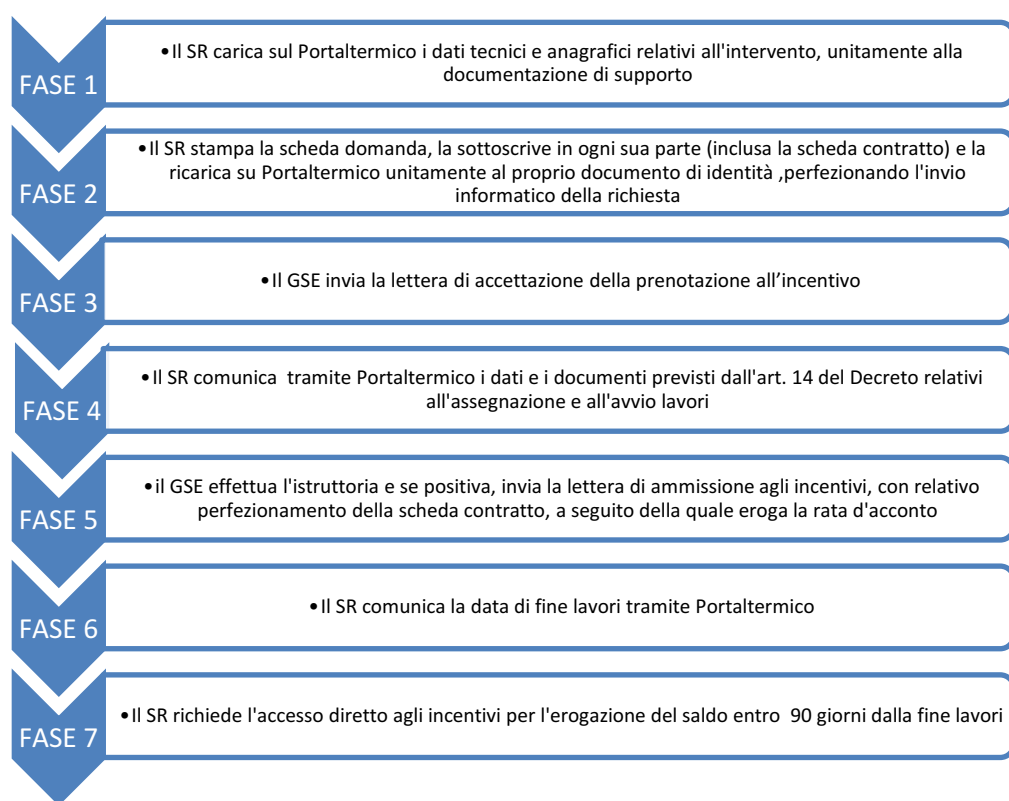 FASE 1
•Il SR carica sul Portaltermico i dati tecnici e anagrafici relativi all'intervento, unitamente alla
documentazione di supporto
FASE 2
•Il SR stampa la scheda domanda, la sottoscrive in ogni sua parte (inclusa la scheda contratto) e la
ricarica su Portaltermico unitamente al proprio documento di identità ,perfezionando l'invio
informatico della richiesta
FASE 3
•Il GSE invia la lettera di accettazione della prenotazione all’incentivo
FASE 4
•Il SR comunica tramite Portaltermico i dati e i documenti previsti dall'art. 14 del Decreto relativi
all'assegnazione e all'avvio lavori
FASE 5
•il GSE effettua l'istruttoria e se positiva, invia la lettera di ammissione agli incentivi, con relativo
perfezionamento della scheda contratto, a seguito della quale eroga la rata d'acconto
FASE 6
•Il SR comunica la data di fine lavori tramite Portaltermico
FASE 7
•Il SR richiede l'accesso diretto agli incentivi per l'erogazione del saldo entro 90 giorni dalla fine lavori